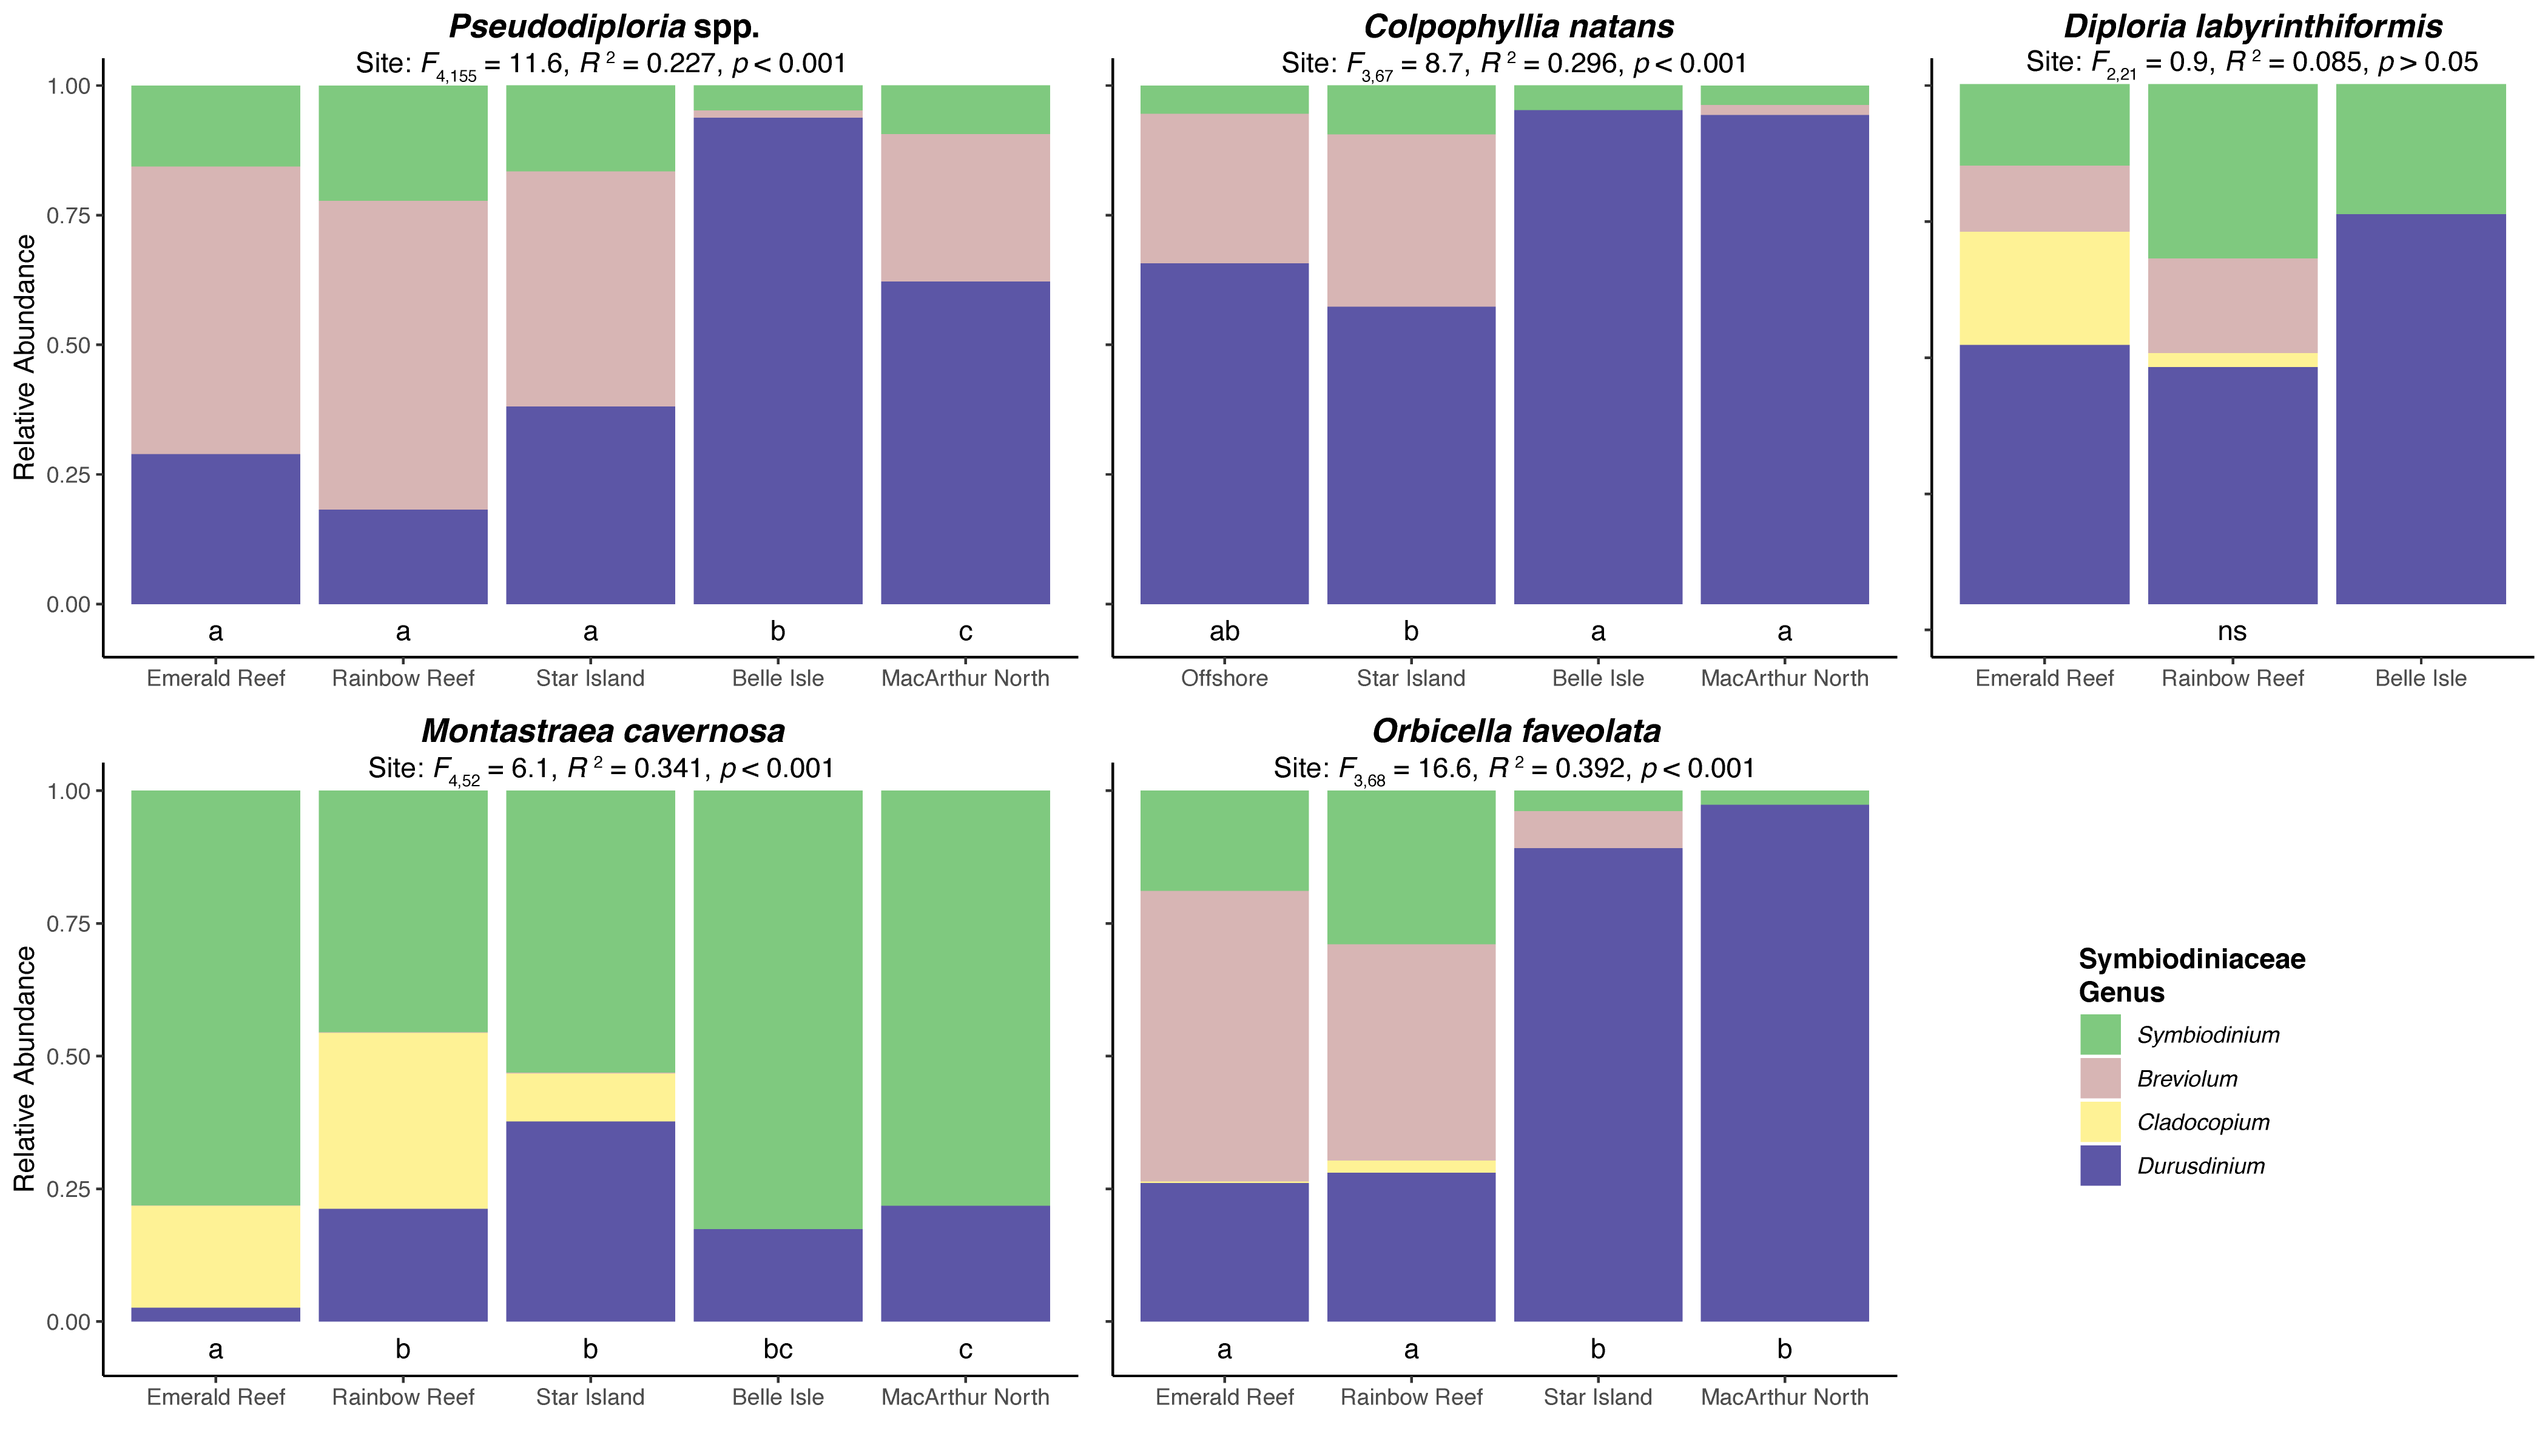 Pseudodiploria spp.
Site: F4,155 = 11.6, R 2 = 0.227, p < 0.001
Relative Abundance
1.00
0.75
0.50
0.25
0.00
a a a b c
Emerald Reef Rainbow Reef Star Island Belle Isle MacArthur North
Colpophyllia natans
Site: F3,67 = 8.7, R 2 = 0.296, p < 0.001
ab b a a
Offshore Star Island Belle Isle MacArthur North
Diploria labyrinthiformis
Site: F2,21 = 0.9, R 2 = 0.085, p > 0.05
ns
Emerald Reef Rainbow Reef Belle Isle
Montastraea cavernosa
Site: F4,52 = 6.1, R 2 = 0.341, p < 0.001
Relative Abundance
1.00
0.75
0.50
0.25
0.00
a b b bc c
Emerald Reef Rainbow Reef Star Island Belle Isle MacArthur North
Orbicella faveolata
Site: F3,68 = 16.6, R 2 = 0.392, p < 0.001
a a b b
Emerald Reef Rainbow Reef Star Island MacArthur North
Symbiodiniaceae
Genus
Symbiodinium
Breviolum
Cladocopium
Durusdinium